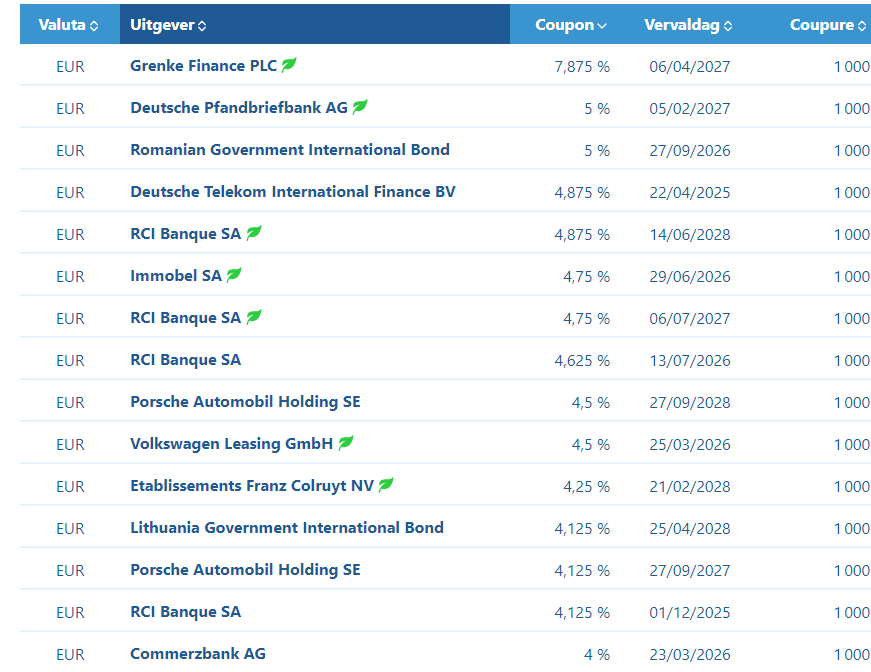 Valuta Uitgever Coupon Vervaldag Coupure
EUR Grenke Finance PLC 7,875 % 06/04/2027 1 000
EUR Deutsche Pfandbriefbank AG 5 % 05/02/2027 1 000
EUR Romanian Government International Bond 5 % 27/09/2026 1 000
EUR Deutsche Telekom International Finance BV 4,875 % 22/04/2025 1 000
EUR RCI Banque SA 4,875 % 14/06/2028 1 000
EUR Immobel SA 4,75 % 29/06/2026 1 000
EUR RCI Banque SA 4,75 % 06/07/2027 1 000
EUR RCI Banque SA 4,625 % 13/07/2026 1 000
EUR Porsche Automobil Holding SE 4,5 % 27/09/2028 1 000
EUR Volkswagen Leasing GmbH 4,5 % 25/03/2026 1 000
EUR Etablissements Franz Colruyt NV 4,25 % 21/02/2028 1 000
EUR Lithuania Government International Bond 4,125 % 25/04/2028 1 000
EUR Porsche Automobil Holding SE 4,125 % 27/09/2027 1 000
EUR RCI Banque SA 4,125 % 01/12/2025 1 000
EUR Commerzbank AG 4 % 23/03/2026 1 000